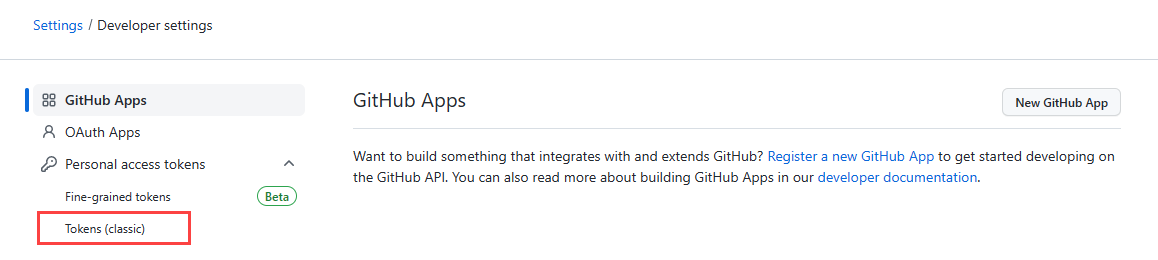 Settings / Developer settings
GitHub Apps
OAuth Apps
Personal access tokens
Fine-grained tokens Beta
Tokens (classic)
GitHub Apps
New GitHub App
Want to build something that integrates with and extends GitHub? Register a new GitHub App to get started developing on
the GitHub API. You can also read more about building GitHub Apps in our developer documentation.